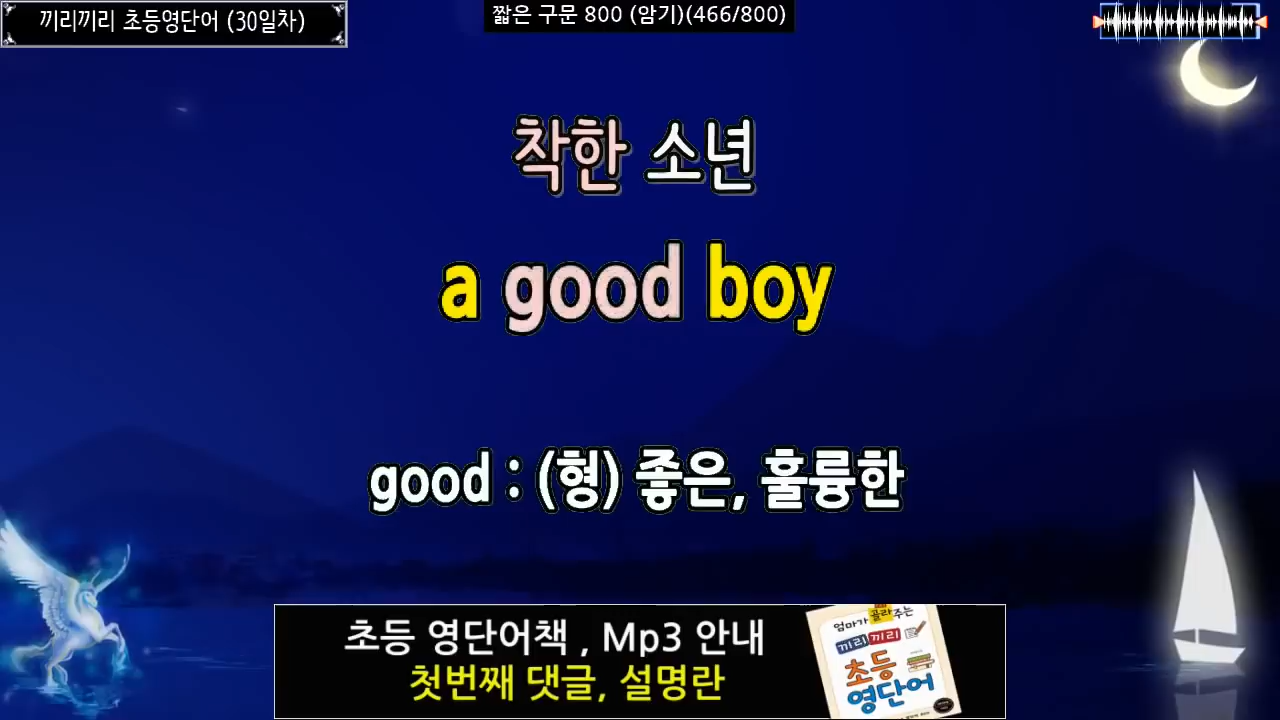 끼리끼리 초등영단어 (30일차)
짧은 구문 800 (암기)(466/800)
착한 소년
a good boy
good : (형) 좋은, 훌륭한
초등 영단어책 , Mp3 안내
첫번째 댓글, 설명란
엄마가 골라주는
끼리끼리
초등
영단어